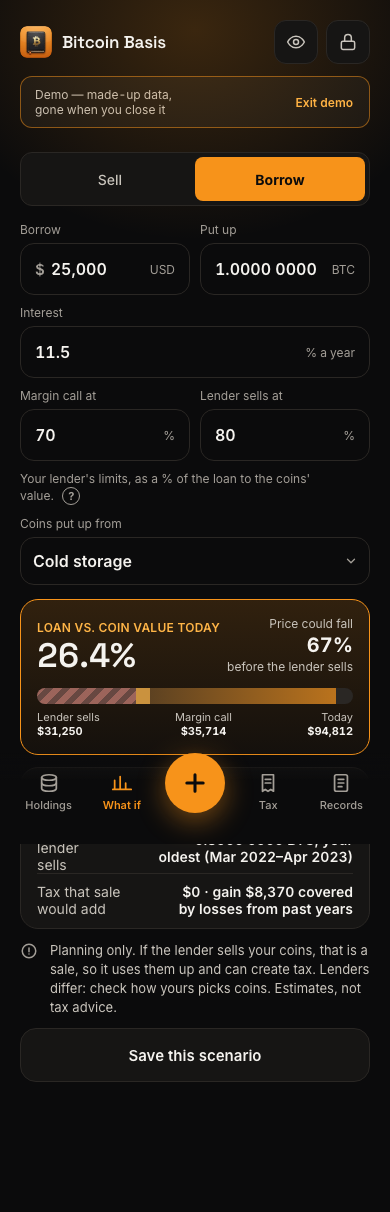 Bitcoin Basis
Demo — made-up data,
gone when you close it
Exit demo
Sell
Borrow
Borrow
Put up
$ 25,000 USD
1.0000 0000 BTC
Interest
11.5 % a year
Margin call at
Lender sells at
70 %
80 %
Your lender's limits, as a % of the loan to the coins'
value. ?
Coins put up from
Cold storage
LOAN VS. COIN VALUE TODAY
26.4%
Price could fall
67%
before the lender sells
Lender sells
$31,250
Margin call
$35,714
Today
$94,812
Holdings
What if
Tax
Records
lender
sells
oldest (Mar 2022–Apr 2023)
Tax that sale
would add
$0 · gain $8,370 covered
by losses from past years
Planning only. If the lender sells your coins, that is a
sale, so it uses them up and can create tax. Lenders
differ: check how yours picks coins. Estimates, not
tax advice.
Save this scenario